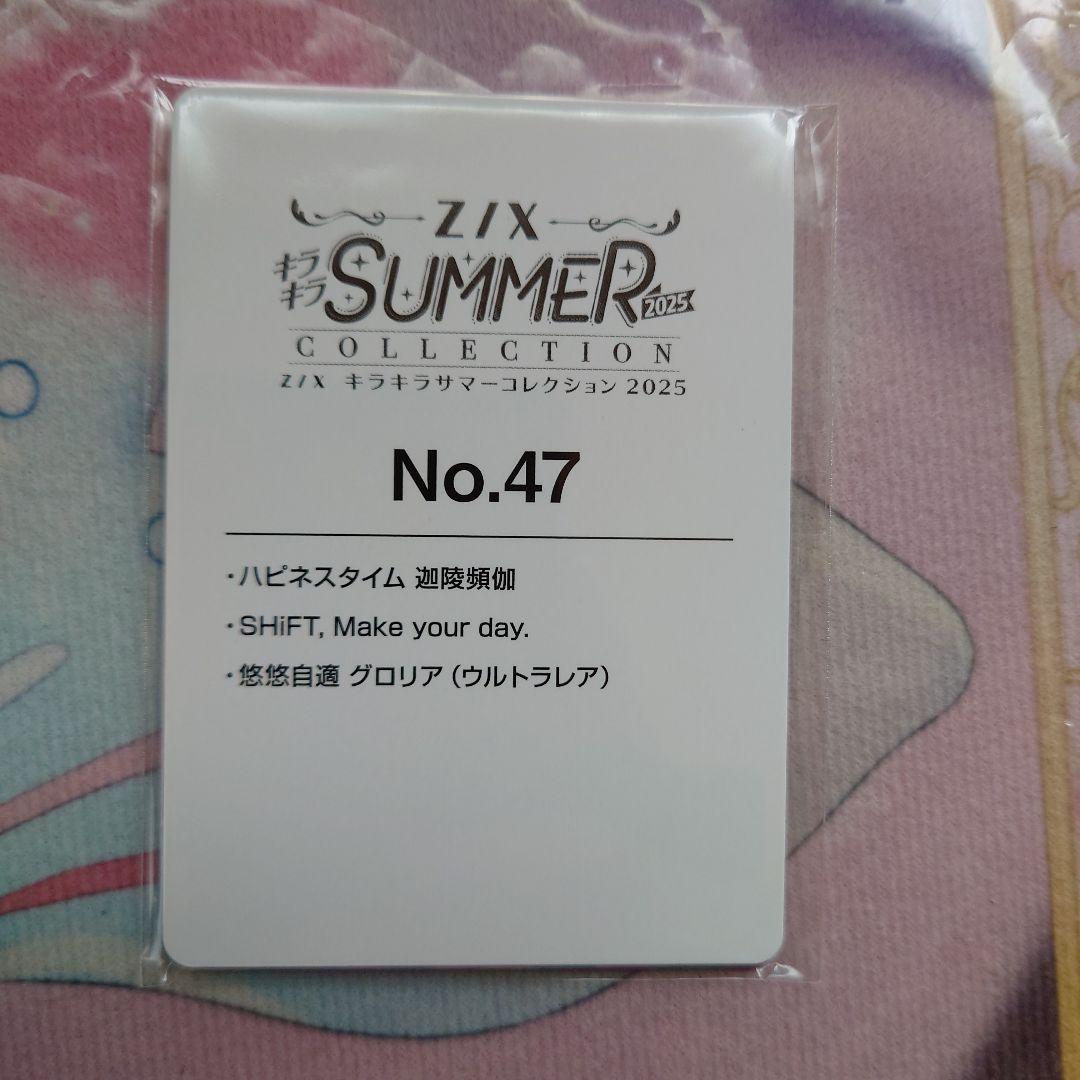 Z/X
キラキラ SUMMER 2025
COLLECTION
Z/X キラキラサマーコレクション 2025
No.47
・ハピネスタイム 迦陵頻伽
・SHiFT, Make your day.
・悠悠自適 グロリア（ウルトラレア）